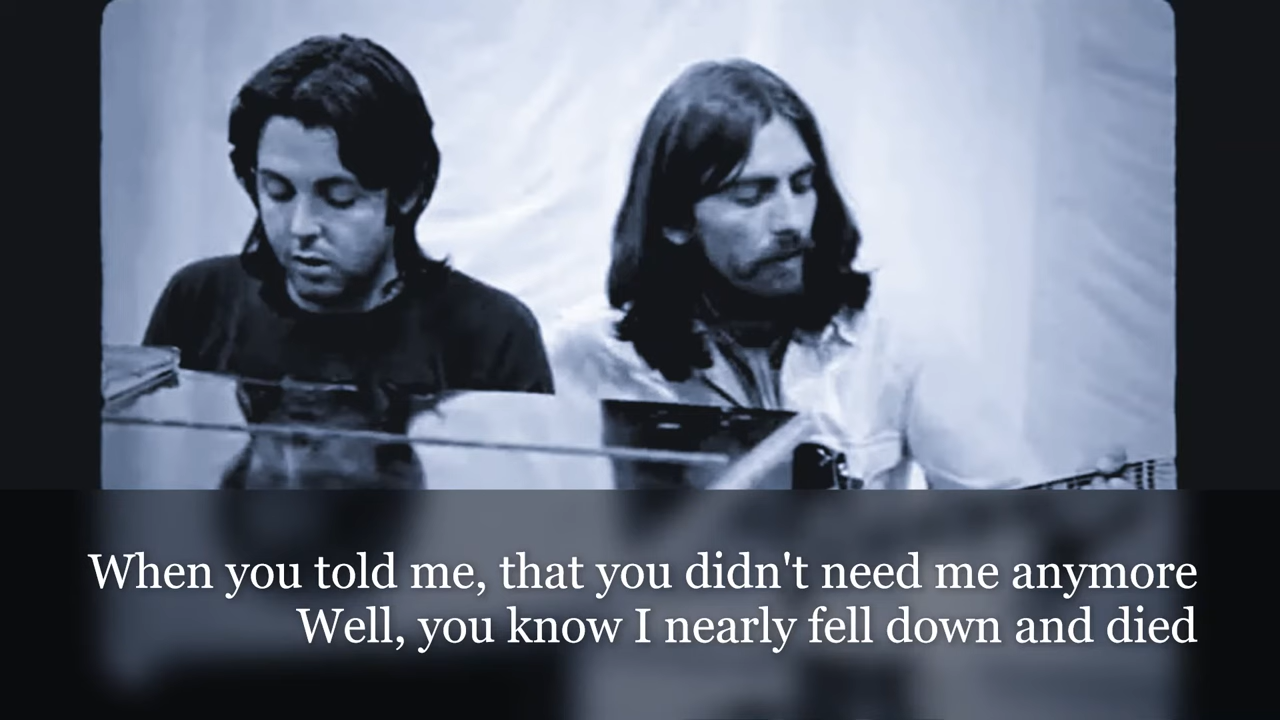 When you told me, that you didn't need me anymore
Well, you know I nearly fell down and died